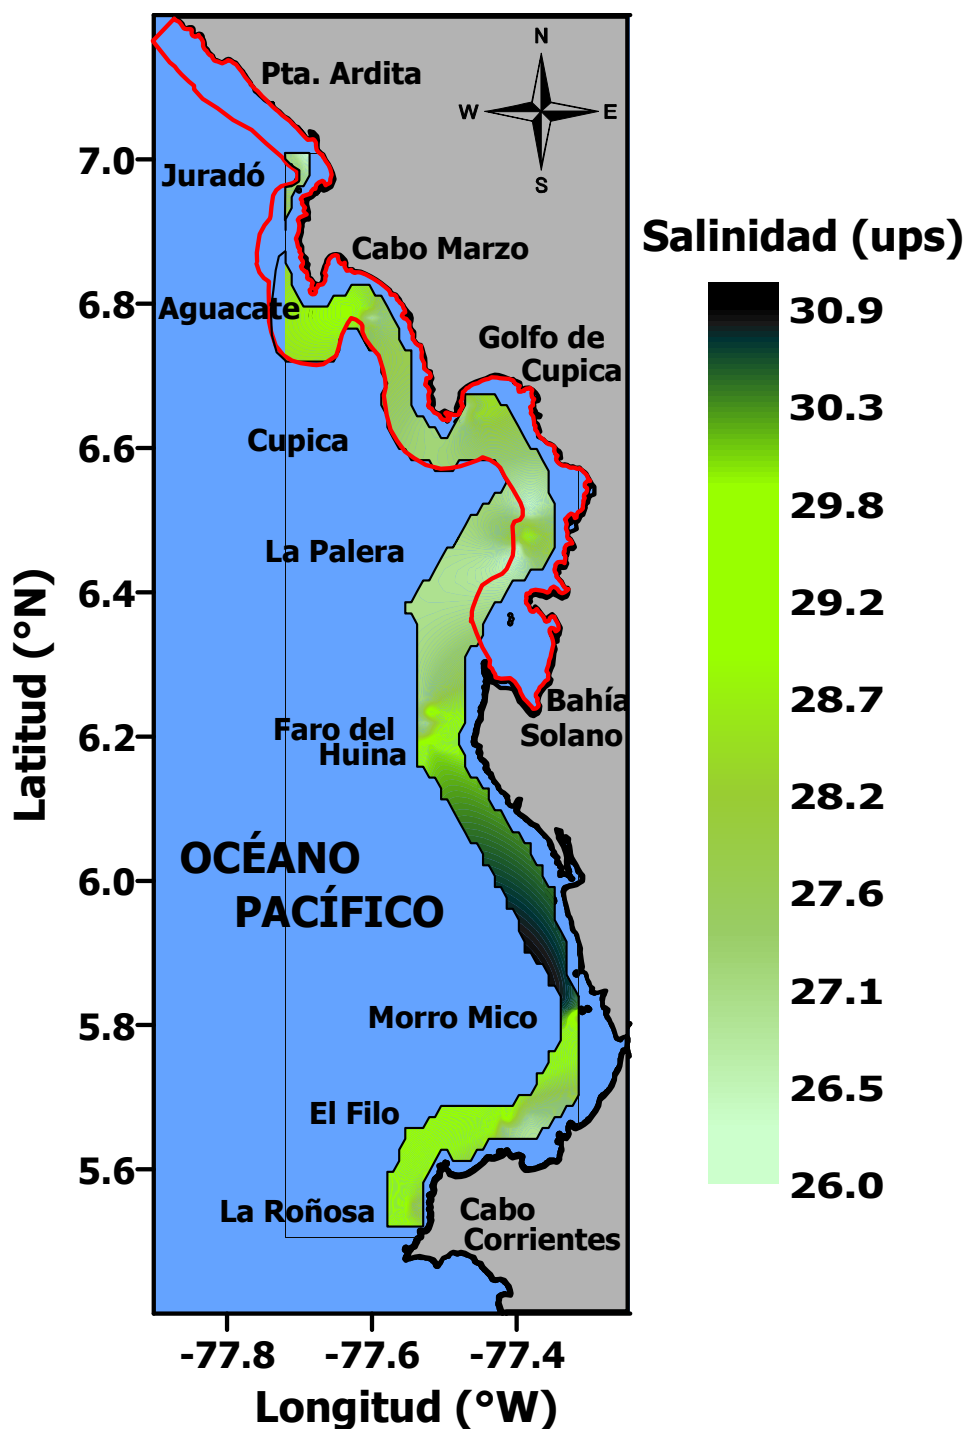 N
Pta. Ardita
W
E
S
7.0
Juradó
Salinidad (ups)
Cabo Marzo
6.8
Aguacate
30.9
Golfo de
Cupica
30.3
6.6
Cupica
29.8
La Palera
6.4
29.2
Latitud (°N)
28.7
Bahía
Solano
6.2
Faro del
Huina
28.2
OCÉANO
PACÍFICO
6.0
27.6
27.1
5.8
Morro Mico
26.5
El Filo
5.6
26.0
La Roñosa
Cabo
Corrientes
-77.8
-77.6
-77.4
Longitud (°W)